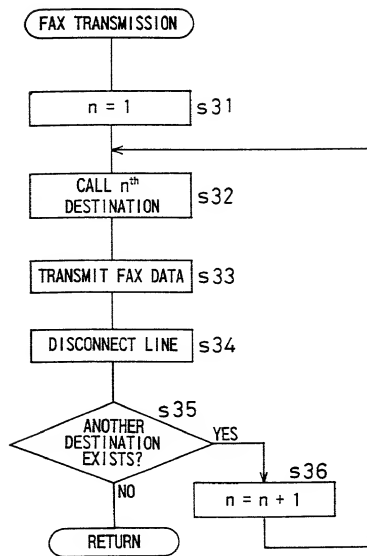 FAX TRANSMISSION
n = 1 s31
CALL nth
DESTINATION s32
TRANSMIT FAX DATA s33
DISCONNECT LINE s34
s35
ANOTHER
DESTINATION
EXISTS?
YES
NO
s36
n = n + 1
RETURN